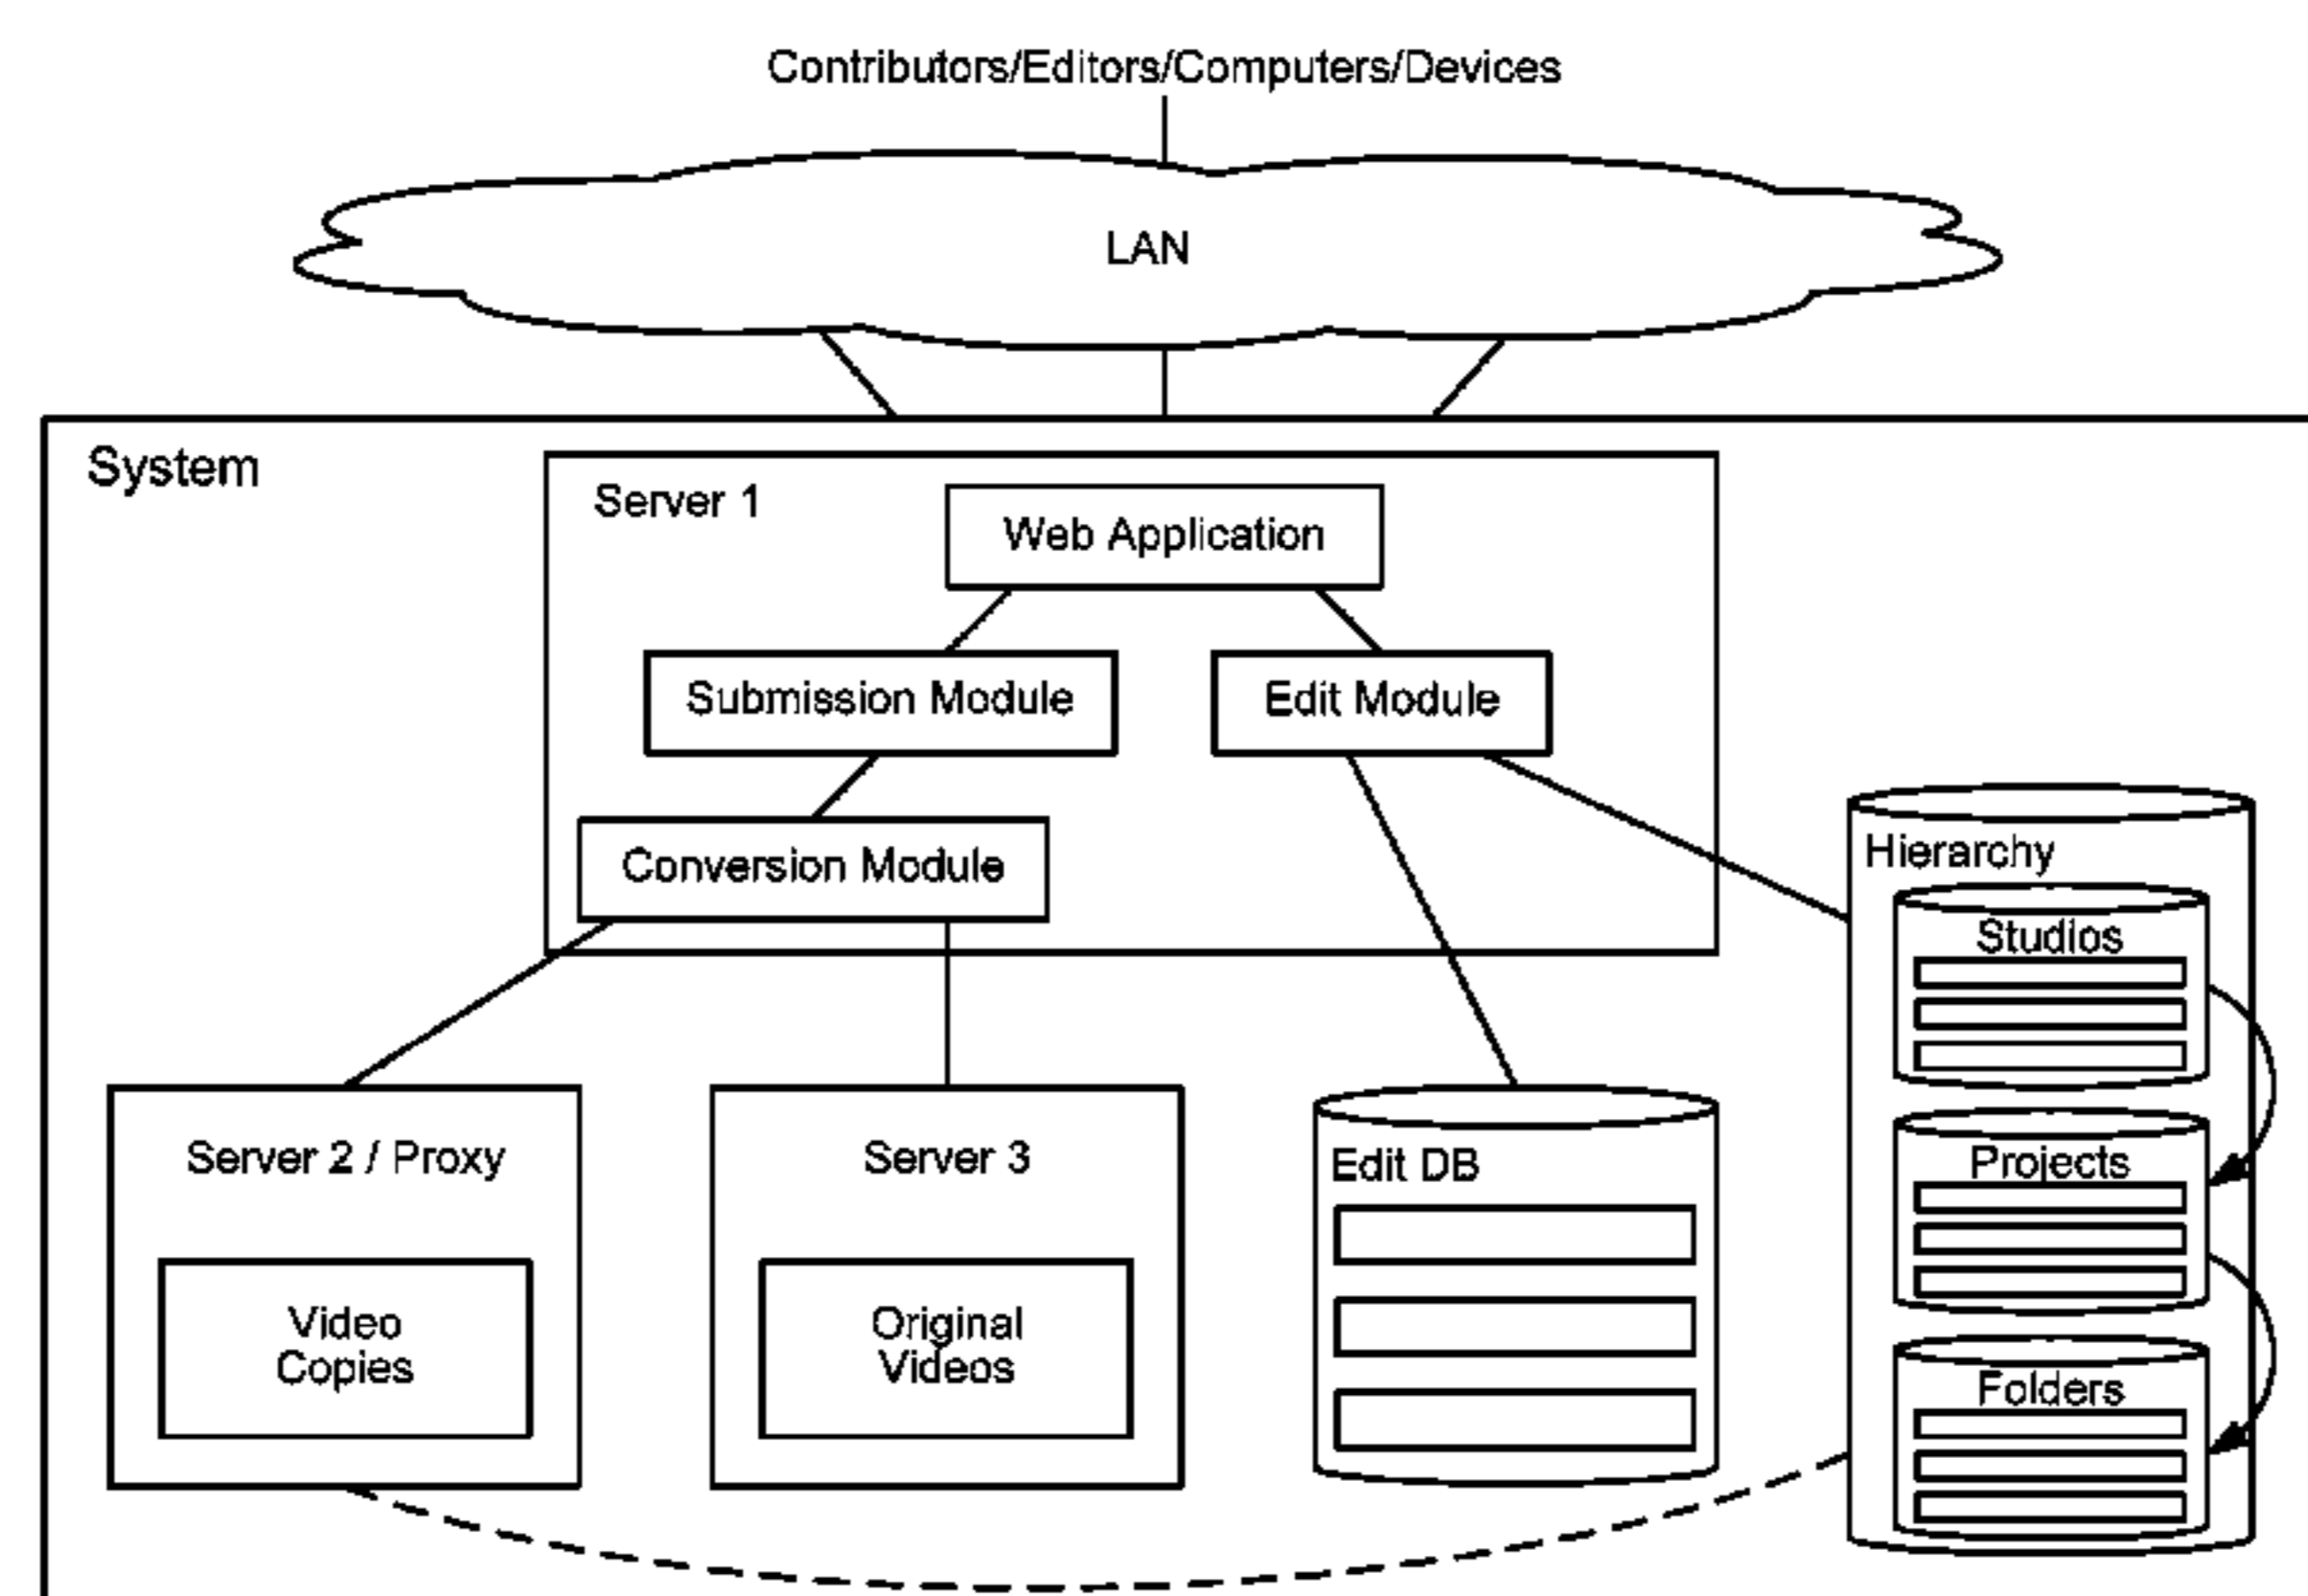 Contributors/Editors/Computers/Devices
LAN
System
Server 1
Web Application
Submission Module
Edit Module
Conversion Module
Hierarchy
Studios
Projects
Folders
Server 2 / Proxy
Video
Copies
Server 3
Original
Videos
Edit DB